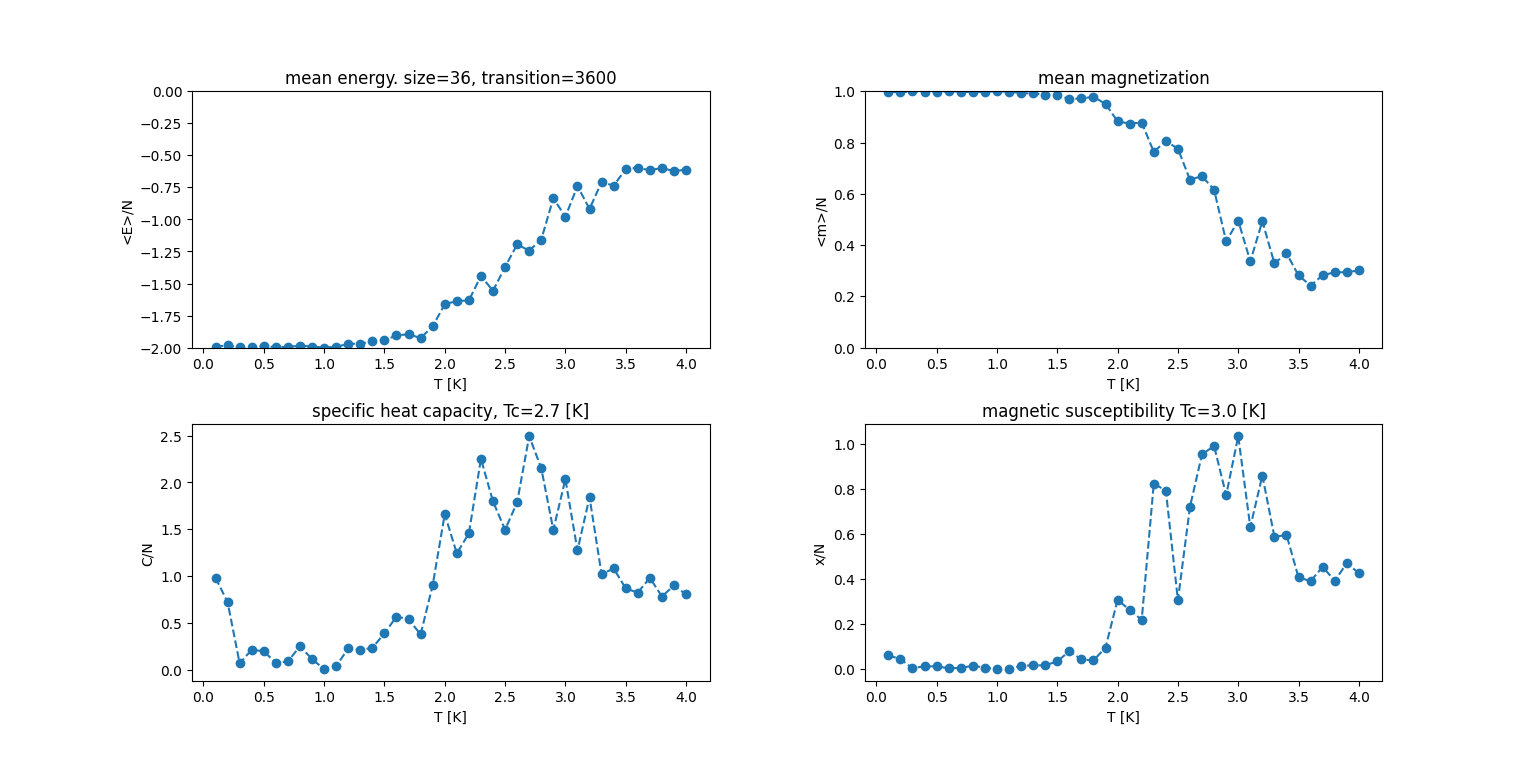 mean energy. size=36, transition=3600
0.00
−0.25
−0.50
−0.75
−1.00
−1.25
−1.50
−1.75
−2.00
<E>/N
0.0 0.5 1.0 1.5 2.0 2.5 3.0 3.5 4.0
T [K]
mean magnetization
1.0
0.8
0.6
0.4
0.2
0.0
<m>/N
0.0 0.5 1.0 1.5 2.0 2.5 3.0 3.5 4.0
T [K]
specific heat capacity, Tc=2.7 [K]
2.5
2.0
1.5
1.0
0.5
0.0
C/N
0.0 0.5 1.0 1.5 2.0 2.5 3.0 3.5 4.0
T [K]
magnetic susceptibility Tc=3.0 [K]
1.0
0.8
0.6
0.4
0.2
0.0
x/N
0.0 0.5 1.0 1.5 2.0 2.5 3.0 3.5 4.0
T [K]